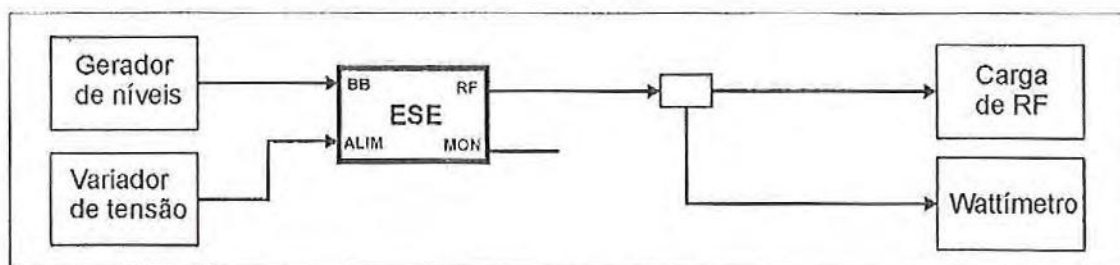 Gerador
de níveis
Variador
de tensão
BB
RF
ESE
ALIM
MON
Carga
de RF
Wattímetro